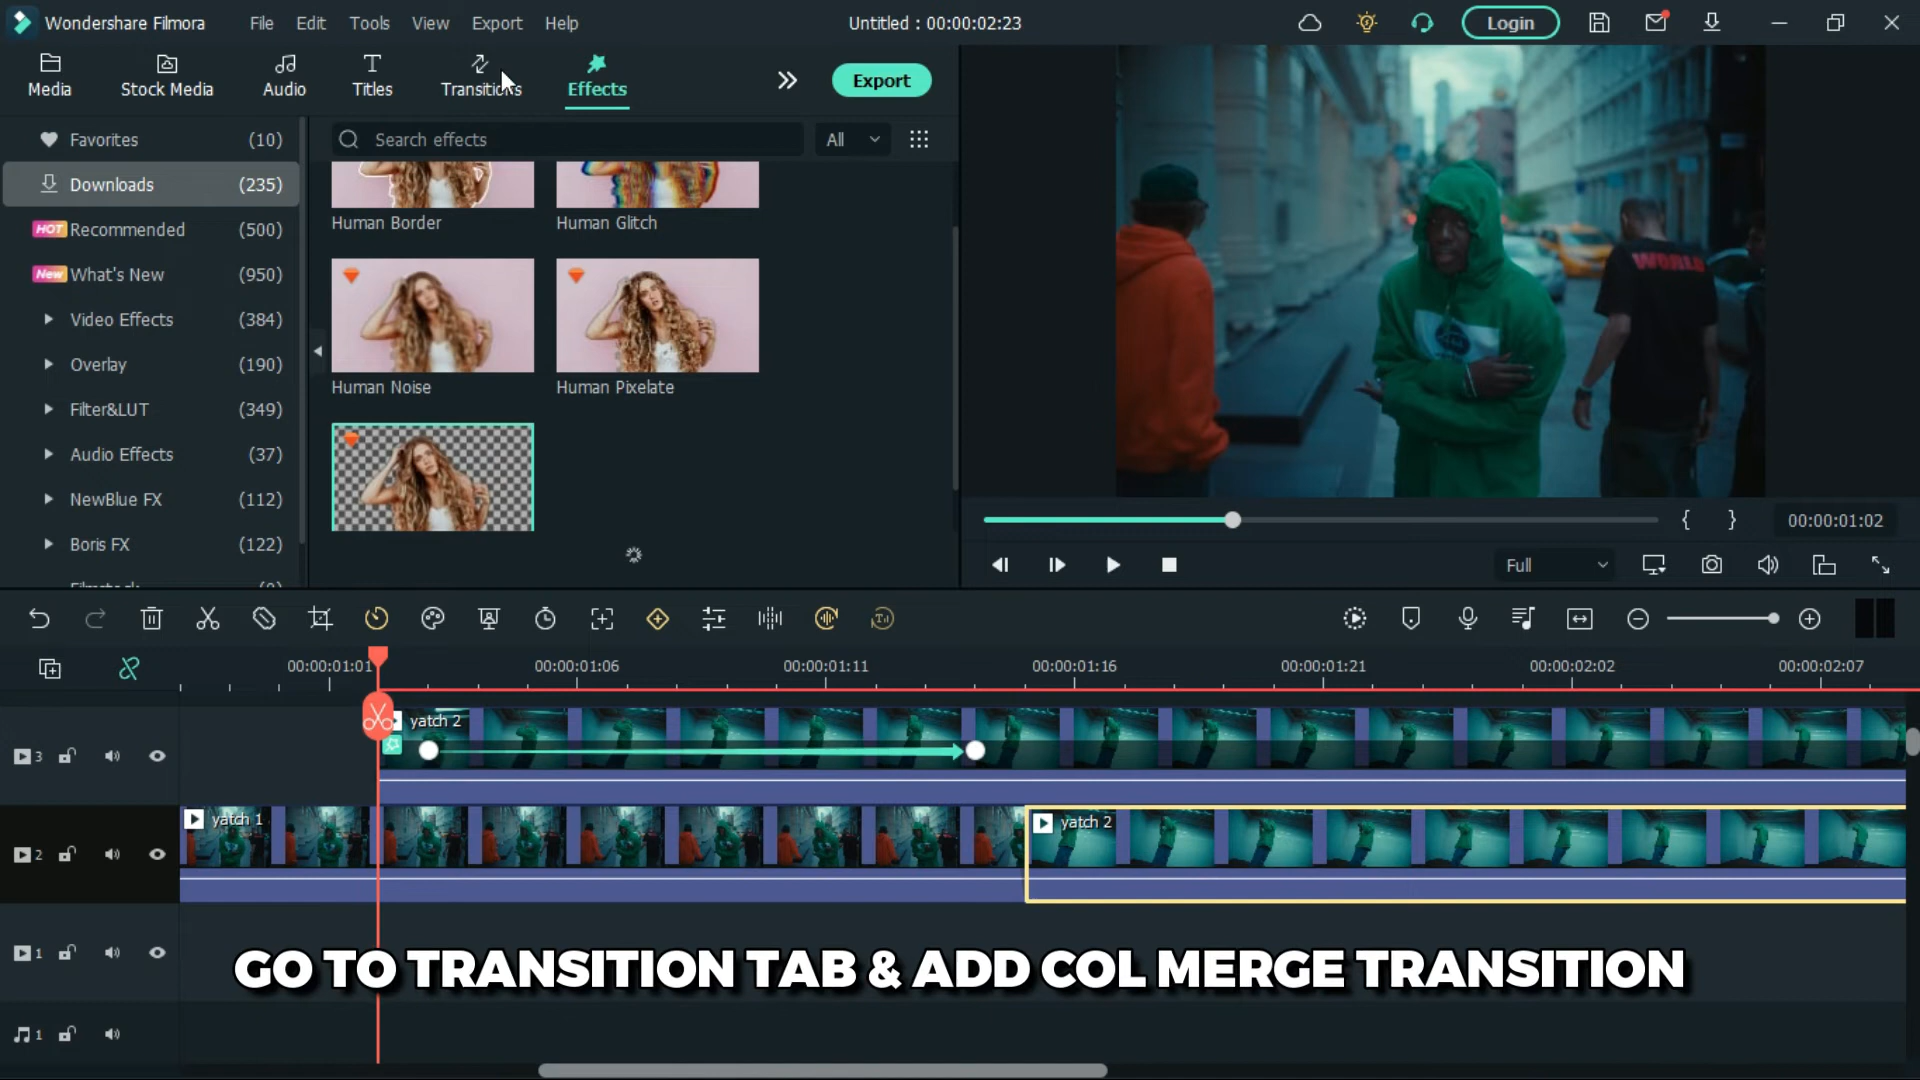 Wondershare Filmora
File Edit Tools View Export Help
Untitled : 00:00:02:23
Login
Media
Stock Media
Audio
Titles
Transitions
Effects
Export
Favorites (10)
Search effects
All
Downloads (235)
HOT Recommended (500)
New What's New (950)
Video Effects (384)
Overlay (190)
Filter&LUT (349)
Audio Effects (37)
NewBlue FX (112)
Boris FX (122)
Human Border
Human Glitch
Human Noise
Human Pixelate
WORLD
{ } 00:00:01:02
Full
00:00:01:01 00:00:01:06 00:00:01:11 00:00:01:16 00:00:01:21 00:00:02:02 00:00:02:07
3
yatch 2
2
yatch 1
yatch 2
1
GO TO TRANSITION TAB & ADD COL MERGE TRANSITION
1